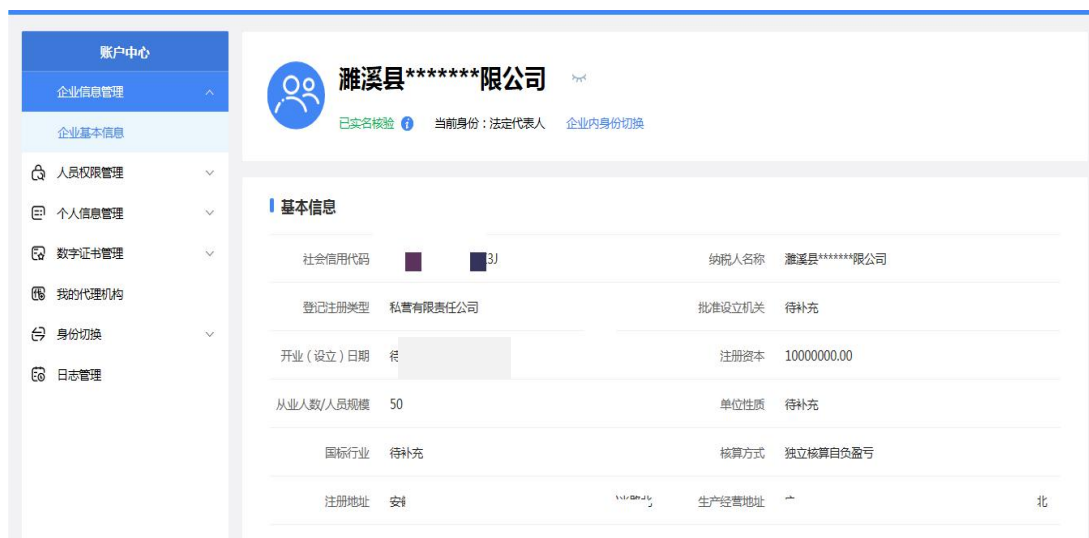 账户中心
企业信息管理
企业基本信息
人员权限管理
个人信息管理
数字证书管理
我的代理机构
身份切换
日志管理
濉溪县*******限公司
已实名核验 当前身份：法定代表人 企业内身份切换
基本信息
社会信用代码 3J 纳税人名称 濉溪县*******限公司
登记注册类型 私营有限责任公司 批准设立机关 待补充
开业（设立）日期 待 注册资本 10000000.00
从业人数/人员规模 50 单位性质 待补充
国标行业 待补充 核算方式 独立核算自负盈亏
注册地址 安 生产经营地址 北